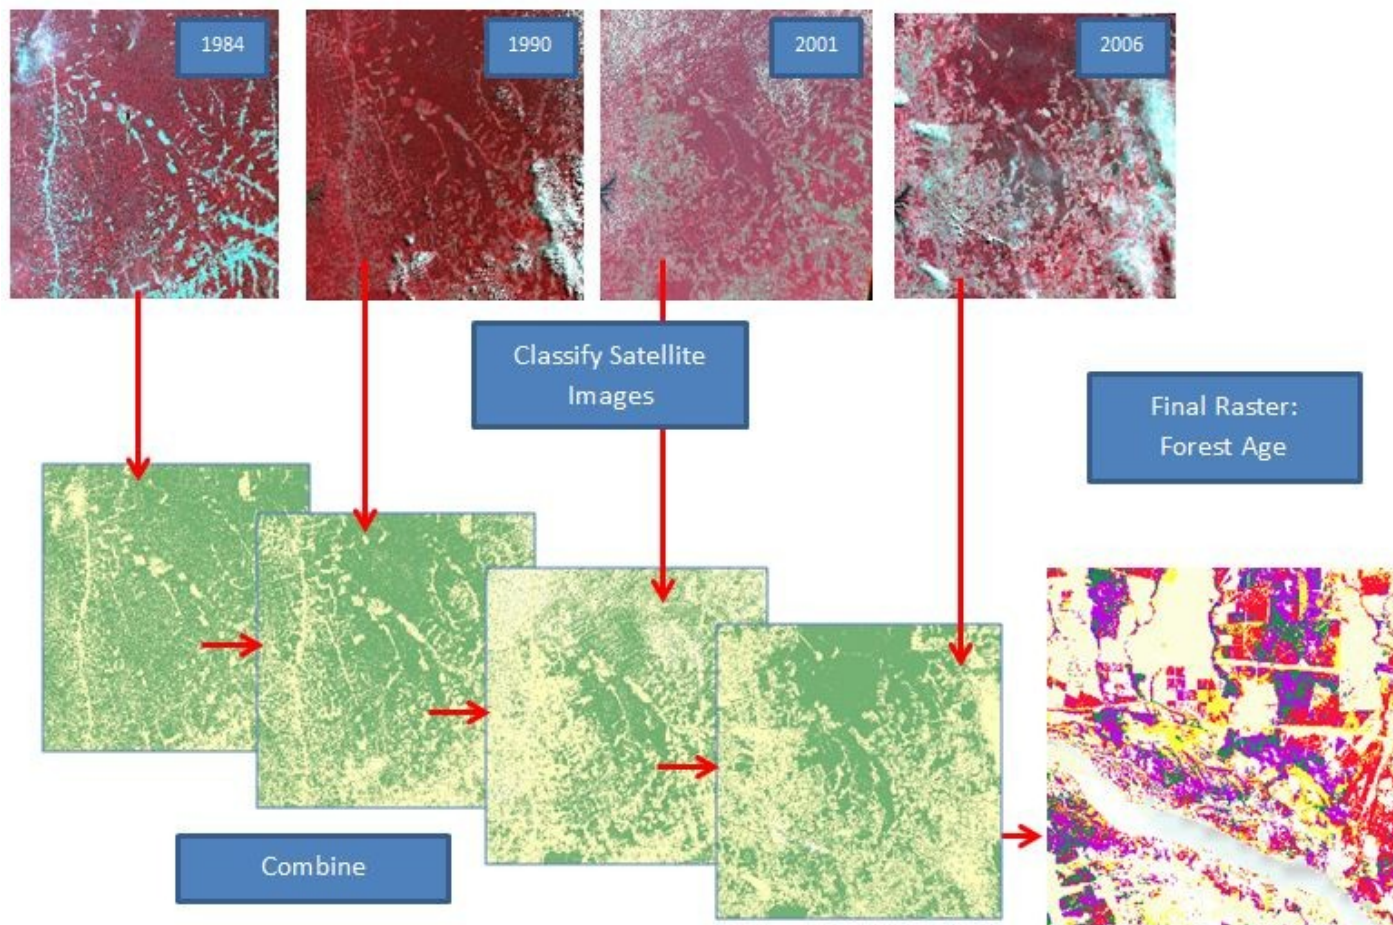 1984
1990
2001
2006
Classify Satellite
Images
Final Raster:
Forest Age
Combine